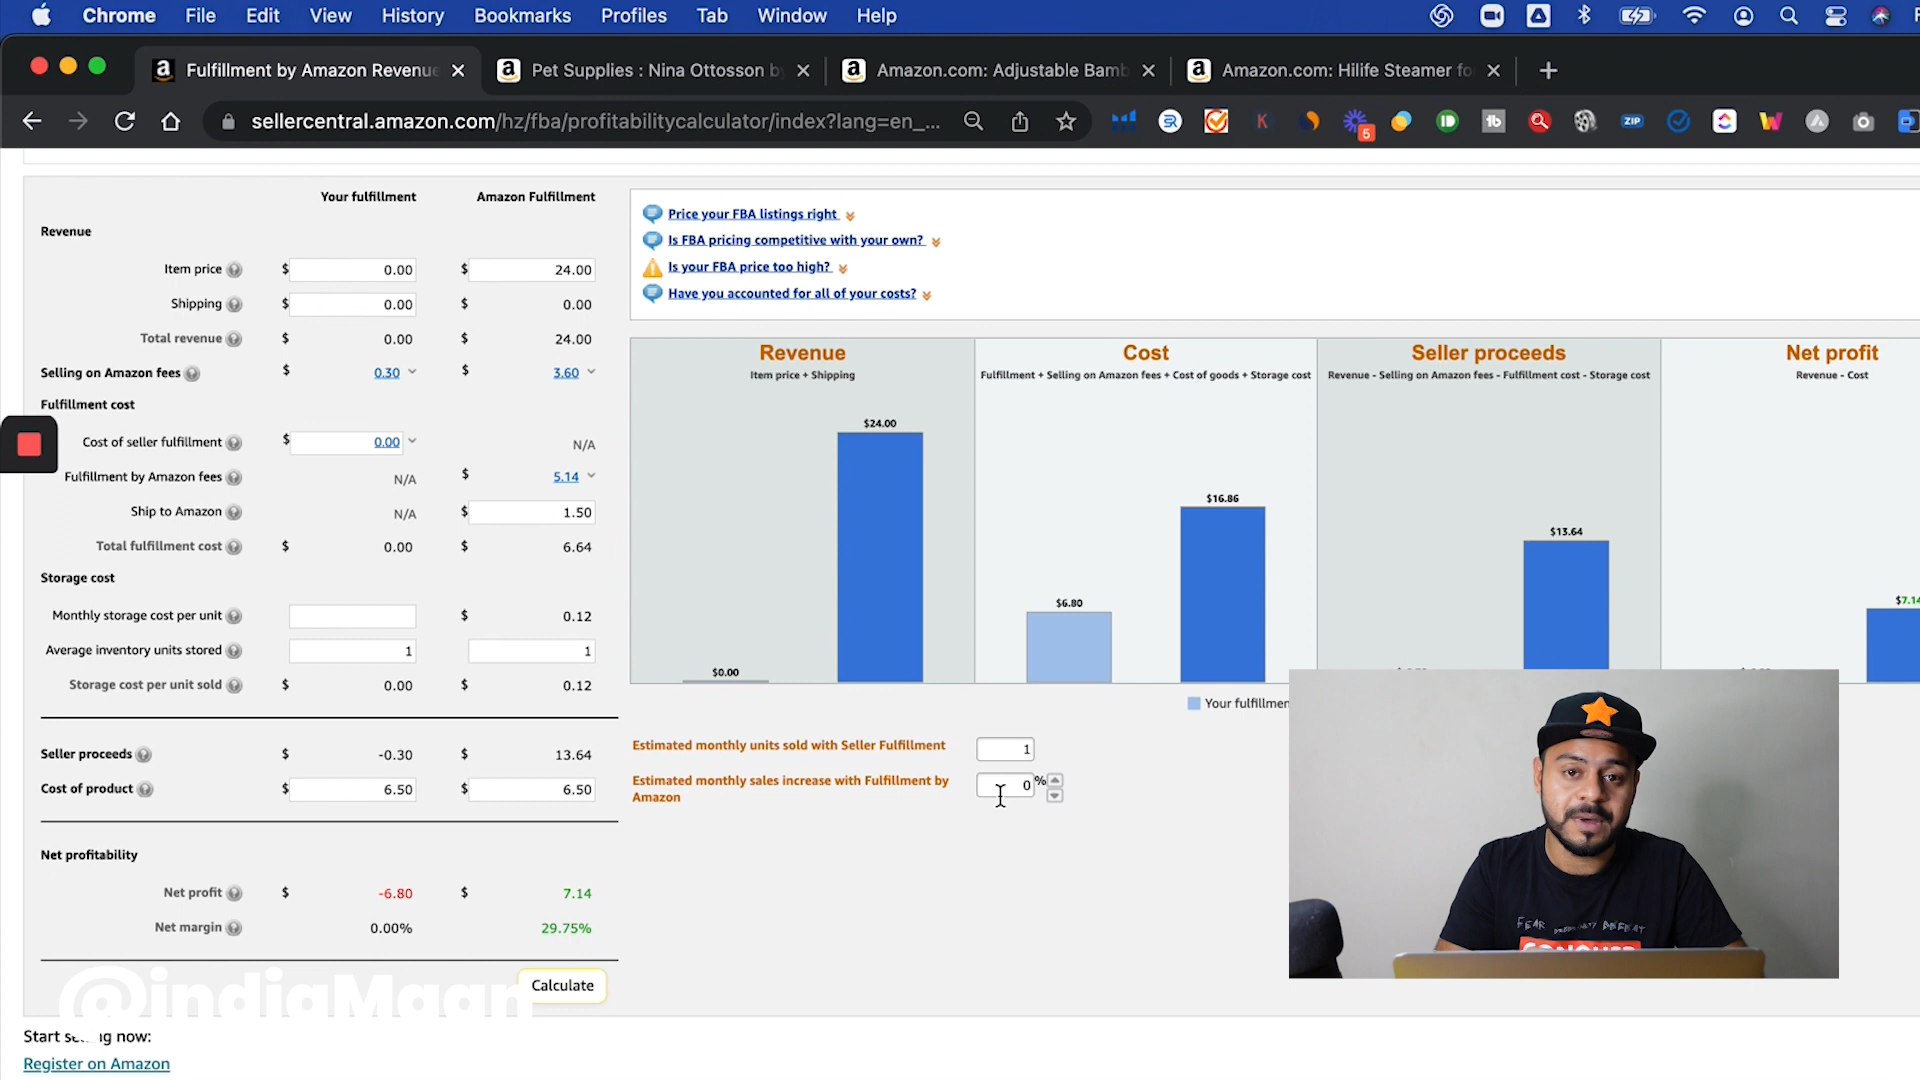 Chrome File Edit View History Bookmarks Profiles Tab Window Help
Fulfillment by Amazon Revenue
Pet Supplies : Nina Ottosson by
Amazon.com: Adjustable Bamb
Amazon.com: Hilife Steamer fo
sellercentral.amazon.com/hz/fba/profitabilitycalculator/index?lang=en_...
5
ZIP
Your fulfillment Amazon Fulfillment
Revenue
Item price $ 0.00 $ 24.00
Shipping $ 0.00 $ 0.00
Total revenue $ 0.00 $ 24.00
Selling on Amazon fees $ 0.30 $ 3.60
Fulfillment cost
Cost of seller fulfillment $ 0.00 N/A
Fulfillment by Amazon fees N/A $ 5.14
Ship to Amazon N/A $ 1.50
Total fulfillment cost $ 0.00 $ 6.64
Storage cost
Monthly storage cost per unit $ 0.12
Average inventory units stored 1 1
Storage cost per unit sold $ 0.00 $ 0.12
Seller proceeds $ -0.30 $ 13.64
Cost of product $ 6.50 $ 6.50
Net profitability
Net profit $ -6.80 $ 7.14
Net margin 0.00% 29.75%
Calculate
Start
now:
Register on Amazon
Price your FBA listings right
Is FBA pricing competitive with your own?
Is your FBA price too high?
Have you accounted for all of your costs?
Revenue
Item price + Shipping
$24.00
$0.00
Cost
Fulfillment + Selling on Amazon fees + Cost of goods + Storage cost
$16.86
$6.80
Seller proceeds
Revenue - Selling on Amazon fees - Fulfillment cost - Storage cost
$13.64
Net profit
Revenue - Cost
$7.14
Your fulfillmen
Estimated monthly units sold with Seller Fulfillment 1
Estimated monthly sales increase with Fulfillment by
Amazon
0 %
FEAR
DEFEAT
CONQUER